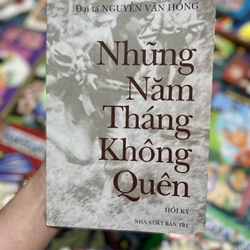 Đại tá NGUYỄN VĂN HỒNG
Những
Năm
Tháng
Không
Quên
HỒI KÝ
NHÀ XUẤT BẢN TRẺ